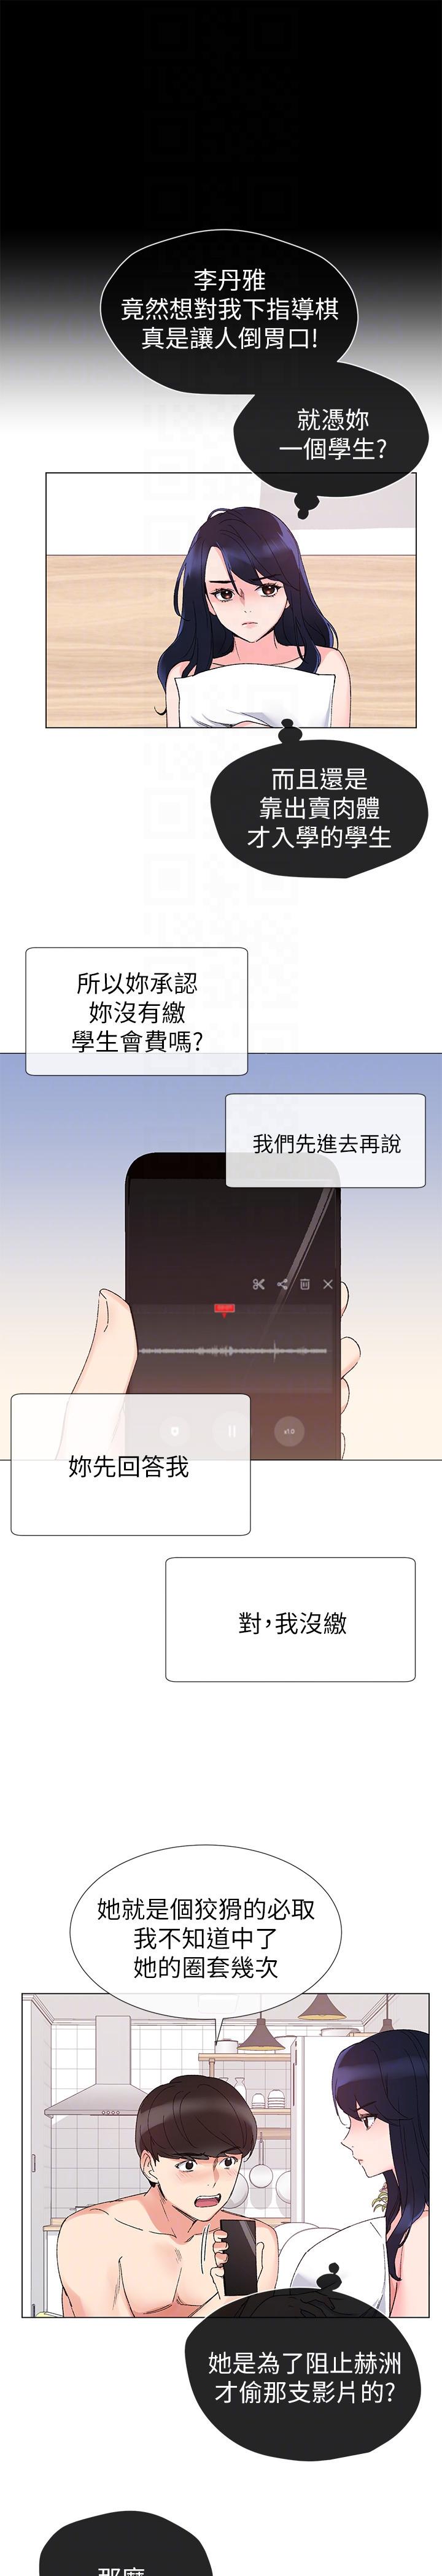 李丹雅
竟然想對我下指導棋
真是讓人倒胃口!
就憑妳
一個學生?
而且還是
靠出賣肉體
才入學的學生
所以妳承認
妳沒有繳
學生會費嗎?
我們先進去再說
x1.0
妳先回答我
對,我沒繳
她就是個狡猾的必取
我不知道中了
她的圈套幾次
她是為了阻止赫洲
才偷那支影片的?
那麼